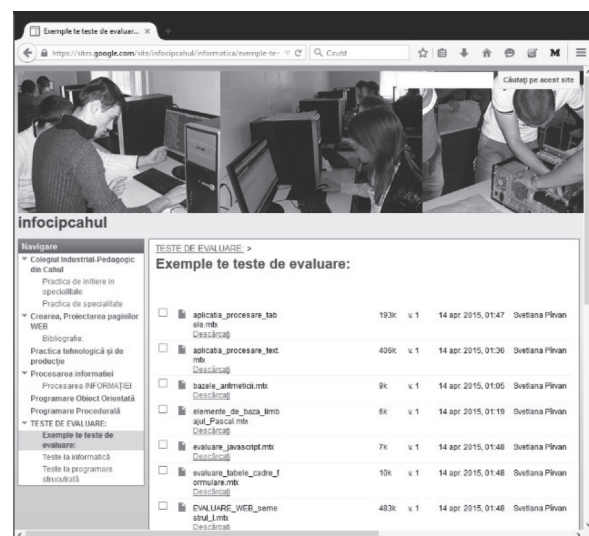 Exemple te teste de evaluar...
https://sites.google.com/site/infocipcahul/informatica/exemple-te-
Caută
Căutați pe acest site
infocipcahul
Navigare
Colegiul Industrial-Pedagogic
din Cahul
Practica de initiere in
specialitate
Practica de specialitate
Crearea, Proiectarea paginilor
WEB
Bibliografie:
Practica tehnologică și de
producție
Procesarea informatiei
Procesarea INFORMAȚIEI
Programare Obiect Orientată
Programare Procedurală
TESTE DE EVALUARE:
Exemple te teste de
evaluare:
Teste la informatică
Teste la programare
strucutrală
TESTE DE EVALUARE: >
Exemple te teste de evaluare:
aplicatia_procesare_tab 193k v. 1 14 apr. 2015, 01:47 Svetlana Pîrvan
ele.mtx
Descărcați
aplicatia_procesare_text. 406k v. 1 14 apr. 2015, 01:36 Svetlana Pîrvan
mtx
Descărcați
bazele_aritmeticii.mtx 9k v. 1 14 apr. 2015, 01:05 Svetlana Pîrvan
Descărcați
elemente_de_baza_limb 6k v. 1 14 apr. 2015, 01:19 Svetlana Pîrvan
ajul_Pascal.mtx
Descărcați
evaluare_javascript.mtx 7k v. 1 14 apr. 2015, 01:48 Svetlana Pîrvan
Descărcați
evaluare_tabele_cadre_f 10k v. 1 14 apr. 2015, 01:48 Svetlana Pîrvan
ormulare.mtx
Descărcați
EVALUARE_WEB_seme 483k v. 1 14 apr. 2015, 01:48 Svetlana Pîrvan
strul_I.mtx
Descărcați